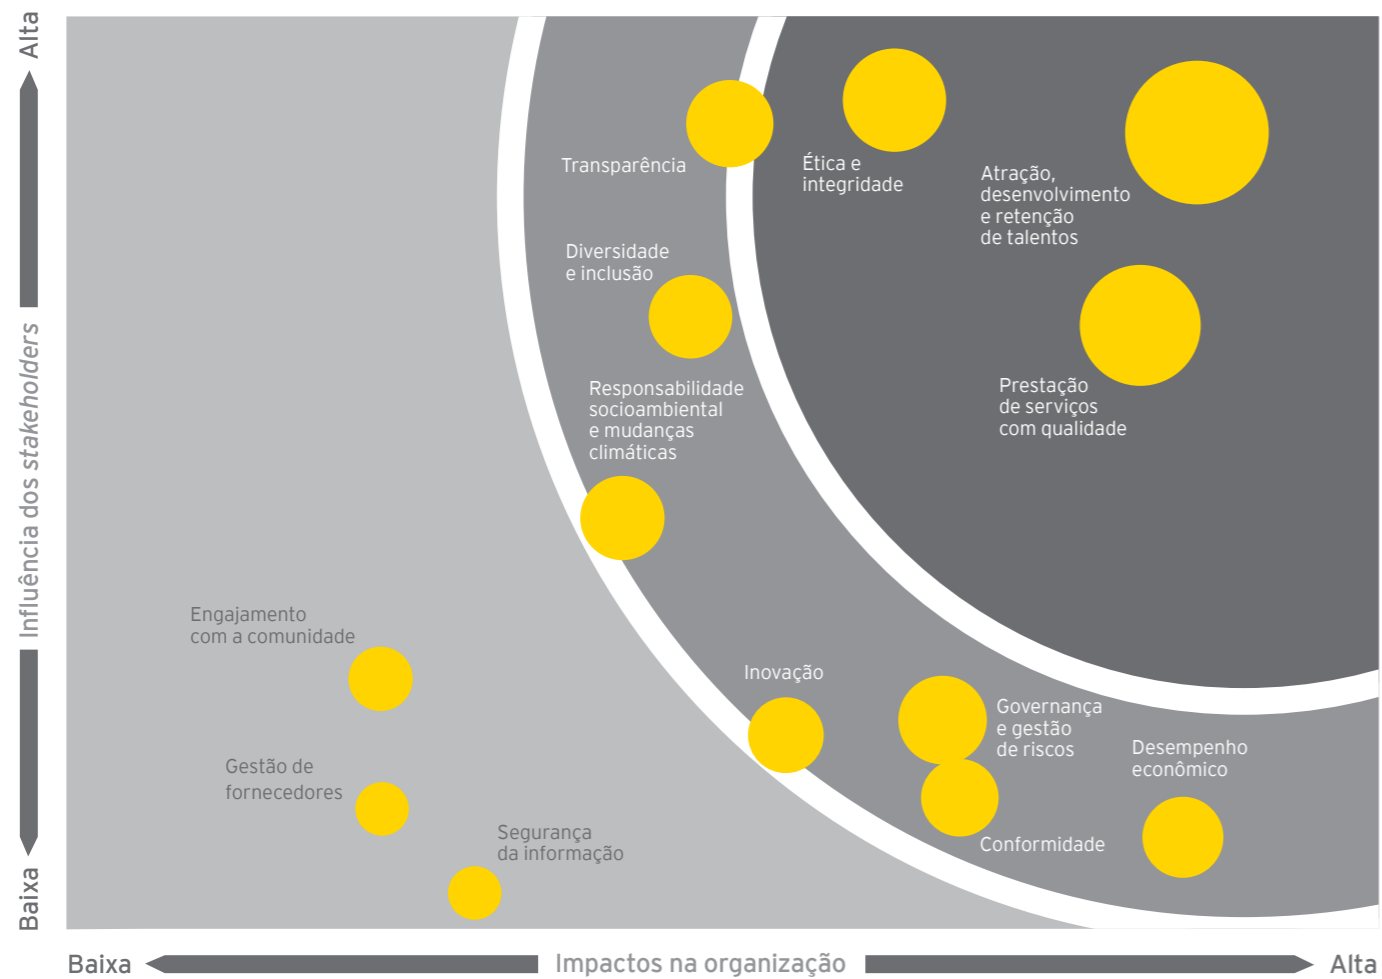 Alta
Influência dos stakeholders
Baixa
Transparência
Ética e
integridade
Atração,
desenvolvimento
e retenção
de talentos
Diversidade
e inclusão
Prestação
de serviços
com qualidade
Responsabilidade
socioambiental
e mudanças
climáticas
Engajamento
com a comunidade
Inovação
Governança
e gestão
de riscos
Desempenho
econômico
Gestão de
fornecedores
Segurança
da informação
Conformidade
Baixa
Impactos na organização
Alta